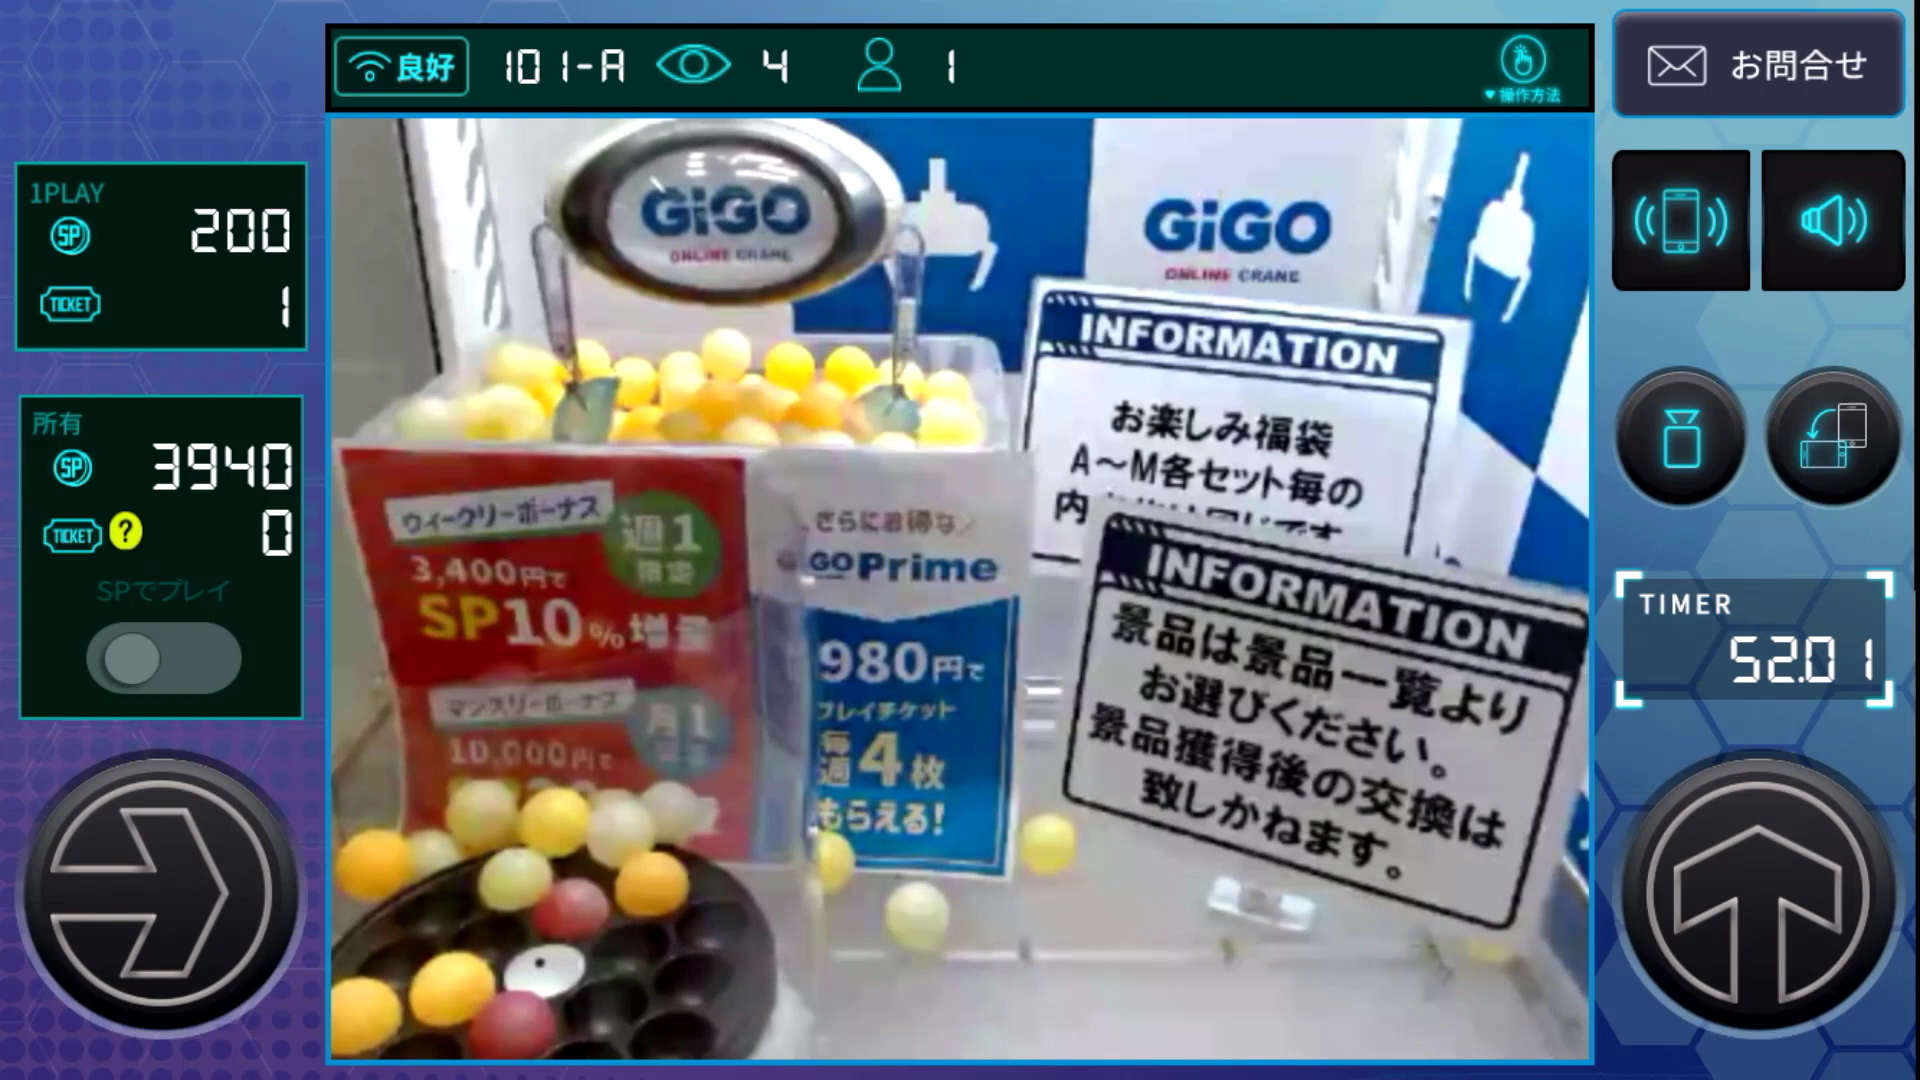 良好
101-A
4
1
操作方法
お問合せ
1PLAY
SP
200
TICKET
1
所有
SP
3940
TICKET
?
0
SPでプレイ
TIMER
52.01
GiGO
ONLINE CRANE
GiGO
ONLINE CRANE
INFORMATION
お楽しみ福袋
A～M各セット毎の
INFORMATION
景品は景品一覧より
お選びください。
景品獲得後の交換は
致しかねます。
ウィークリーボーナス
週1
限定
3,400円で
SP10%増量
マンスリーボーナス
月1
10,000円で
さらにお得な
GiGO Prime
980円で
プレイチケット
毎週4枚
もらえる!